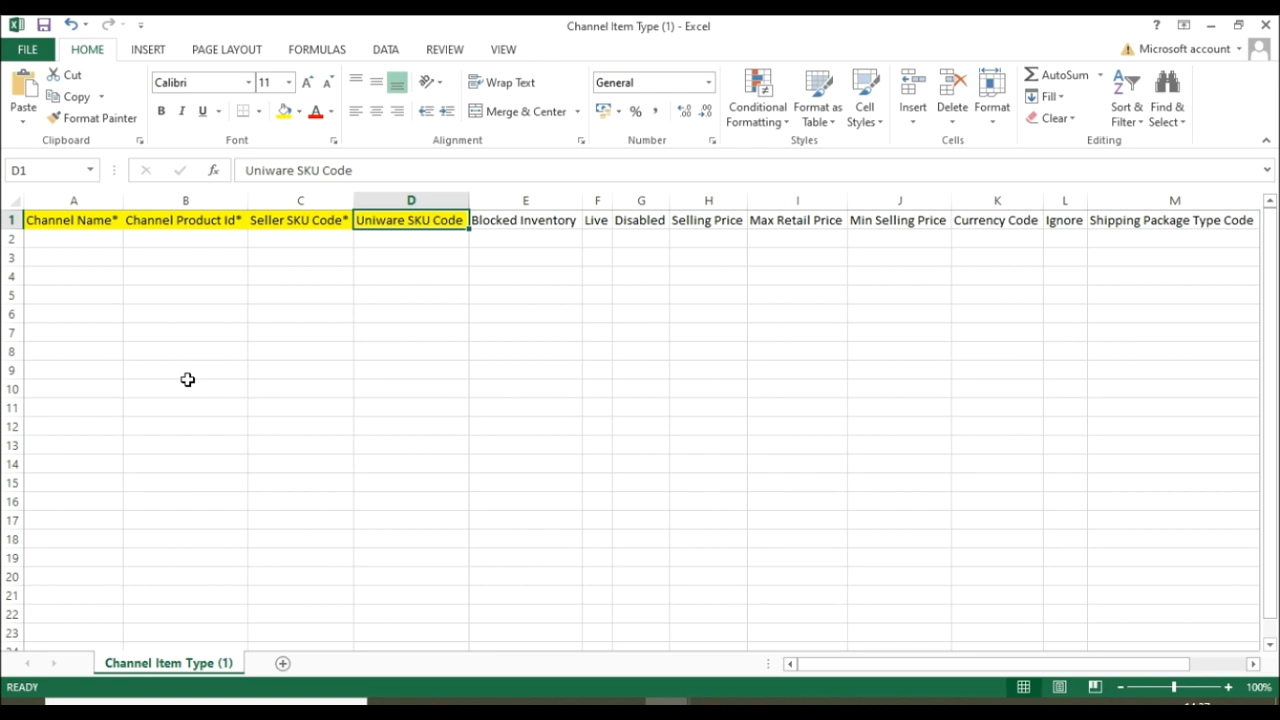 Channel Item Type (1) - Excel
FILE HOME INSERT PAGE LAYOUT FORMULAS DATA REVIEW VIEW Microsoft account
Paste
Cut
Copy
Format Painter
Clipboard
Calibri 11
B I U
Font
Wrap Text
Merge & Center
Alignment
General
%
Number
Conditional Formatting
Format as Table
Cell Styles
Styles
Insert
Delete
Format
Cells
AutoSum
Fill
Clear
Sort & Filter
Find & Select
Editing
D1 fx Uniware SKU Code
A B C D E F G H I J K L M
1 Channel Name* Channel Product Id* Seller SKU Code* Uniware SKU Code Blocked Inventory Live Disabled Selling Price Max Retail Price Min Selling Price Currency Code Ignore Shipping Package Type Code
2
3
4
5
6
7
8
9
10
11
12
13
14
15
16
17
18
19
20
21
22
23
Channel Item Type (1)
READY 100%